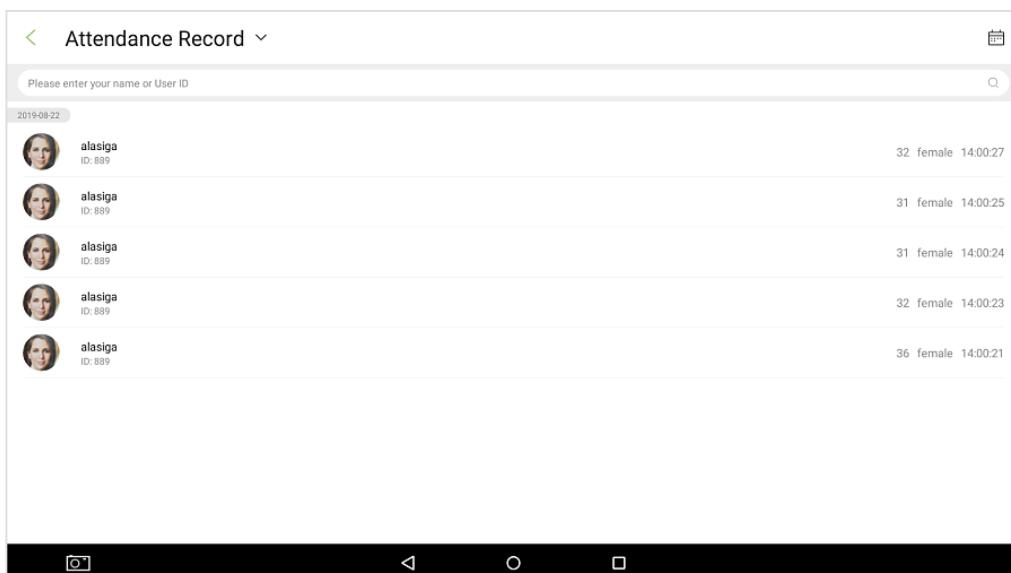 Attendance Record
Please enter your name or User ID
2019-08-22
alasiga
ID: 889
32 female 14:00:27
alasiga
ID: 889
31 female 14:00:25
alasiga
ID: 889
31 female 14:00:24
alasiga
ID: 889
32 female 14:00:23
alasiga
ID: 889
36 female 14:00:21